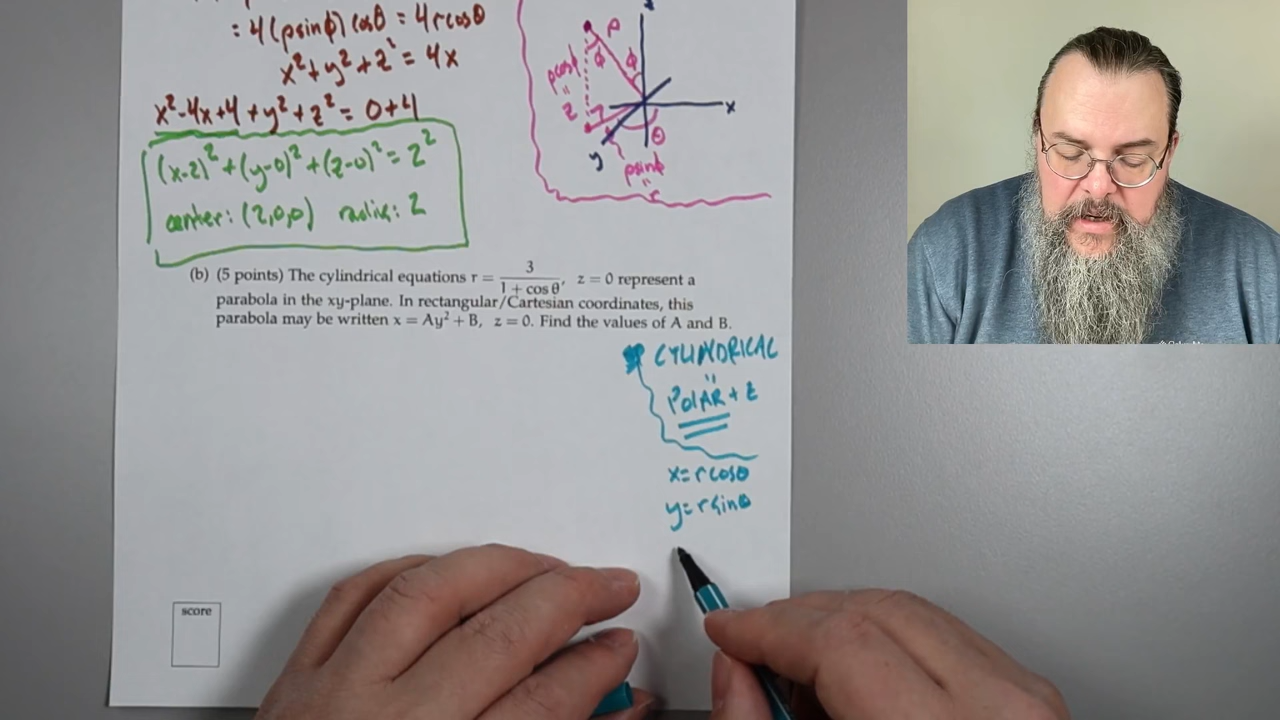 = 4(ρsinφ)cosθ = 4rcosθ
x²+y²+z² = 4x
x²-4x+4 + y² + z² = 0+4
(x-2)² + (y-0)² + (z-0)² = 2²
center: (2,0,0) radius: 2
ρ
φ φ
ρcosφ
=
z
x
θ
y
ρsinφ
=
r
(b) (5 points) The cylindrical equations r = 3/(1 + cos θ), z = 0 represent a
parabola in the xy-plane. In rectangular/Cartesian coordinates, this
parabola may be written x = Ay² + B, z = 0. Find the values of A and B.
CYLINDRICAL
=
POLAR + z
x=rcosθ
y=rsinθ
score